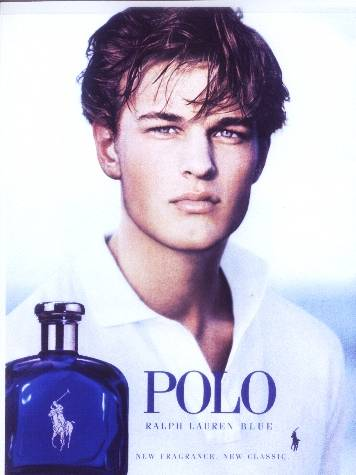 POLO
RALPH LAUREN BLUE
NEW FRAGRANCE. NEW CLASSIC.